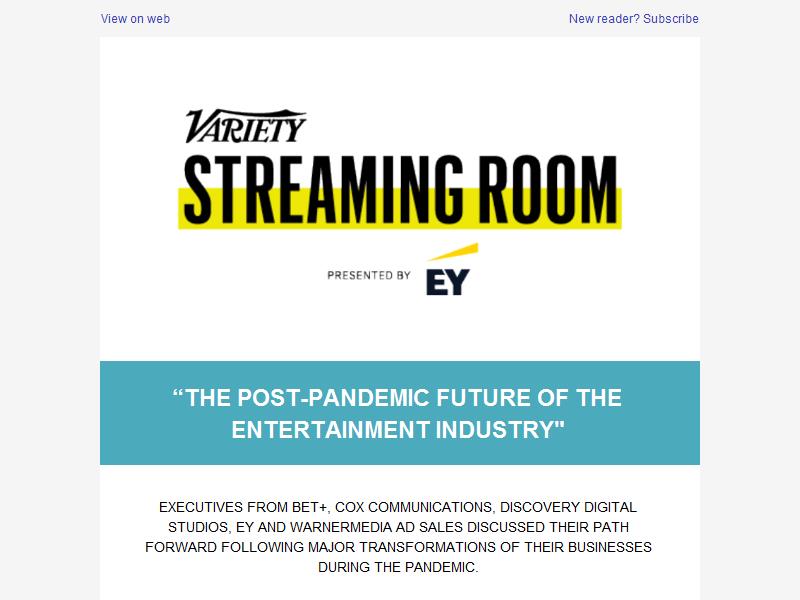 View on web
New reader? Subscribe
VARIETY
STREAMING ROOM
PRESENTED BY EY
“THE POST-PANDEMIC FUTURE OF THE
ENTERTAINMENT INDUSTRY"
EXECUTIVES FROM BET+, COX COMMUNICATIONS, DISCOVERY DIGITAL
STUDIOS, EY AND WARNERMEDIA AD SALES DISCUSSED THEIR PATH
FORWARD FOLLOWING MAJOR TRANSFORMATIONS OF THEIR BUSINESSES
DURING THE PANDEMIC.